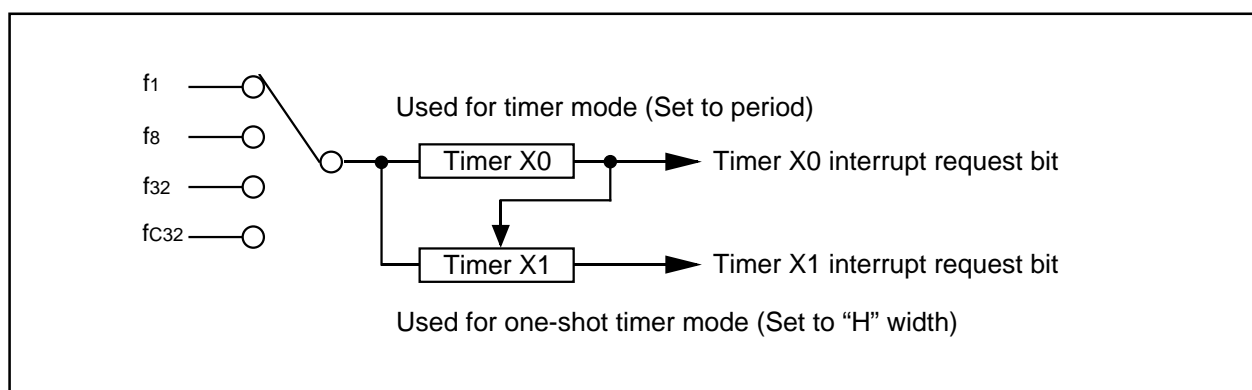 f1
f8
f32
fC32
Used for timer mode (Set to period)
Timer X0
Timer X0 interrupt request bit
Timer X1
Timer X1 interrupt request bit
Used for one-shot timer mode (Set to “H” width)